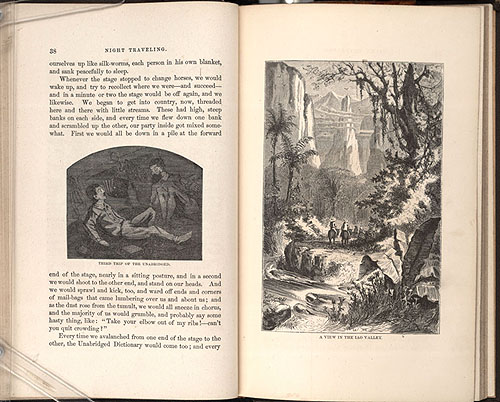 38 NIGHT TRAVELING.
ourselves up like silk-worms, each person in his own blanket,
and sank peacefully to sleep.
Whenever the stage stopped to change horses, we would
wake up, and try to recollect where we were—and succeed—
and in a minute or two the stage would be off again, and we
likewise. We began to get into country, now, threaded
here and there with little streams. These had high, steep
banks on each side, and every time we flew down one bank
and scrambled up the other, our party inside got mixed some-
what. First we would all be down in a pile at the forward
THIRD TRIP OF THE UNABRIDGED.
end of the stage, nearly in a sitting posture, and in a second
we would shoot to the other end, and stand on our heads. And
we would sprawl and kick, too, and ward off ends and corners
of mail-bags that came lumbering over us and about us; and
as the dust rose from the tumult, we would all sneeze in chorus,
and the majority of us would grumble, and probably say some
hasty thing, like: "Take your elbow out of my ribs!—can't
you quit crowding?"
Every time we avalanched from one end of the stage to the
other, the Unabridged Dictionary would come too; and every
A VIEW IN THE IAO VALLEY.